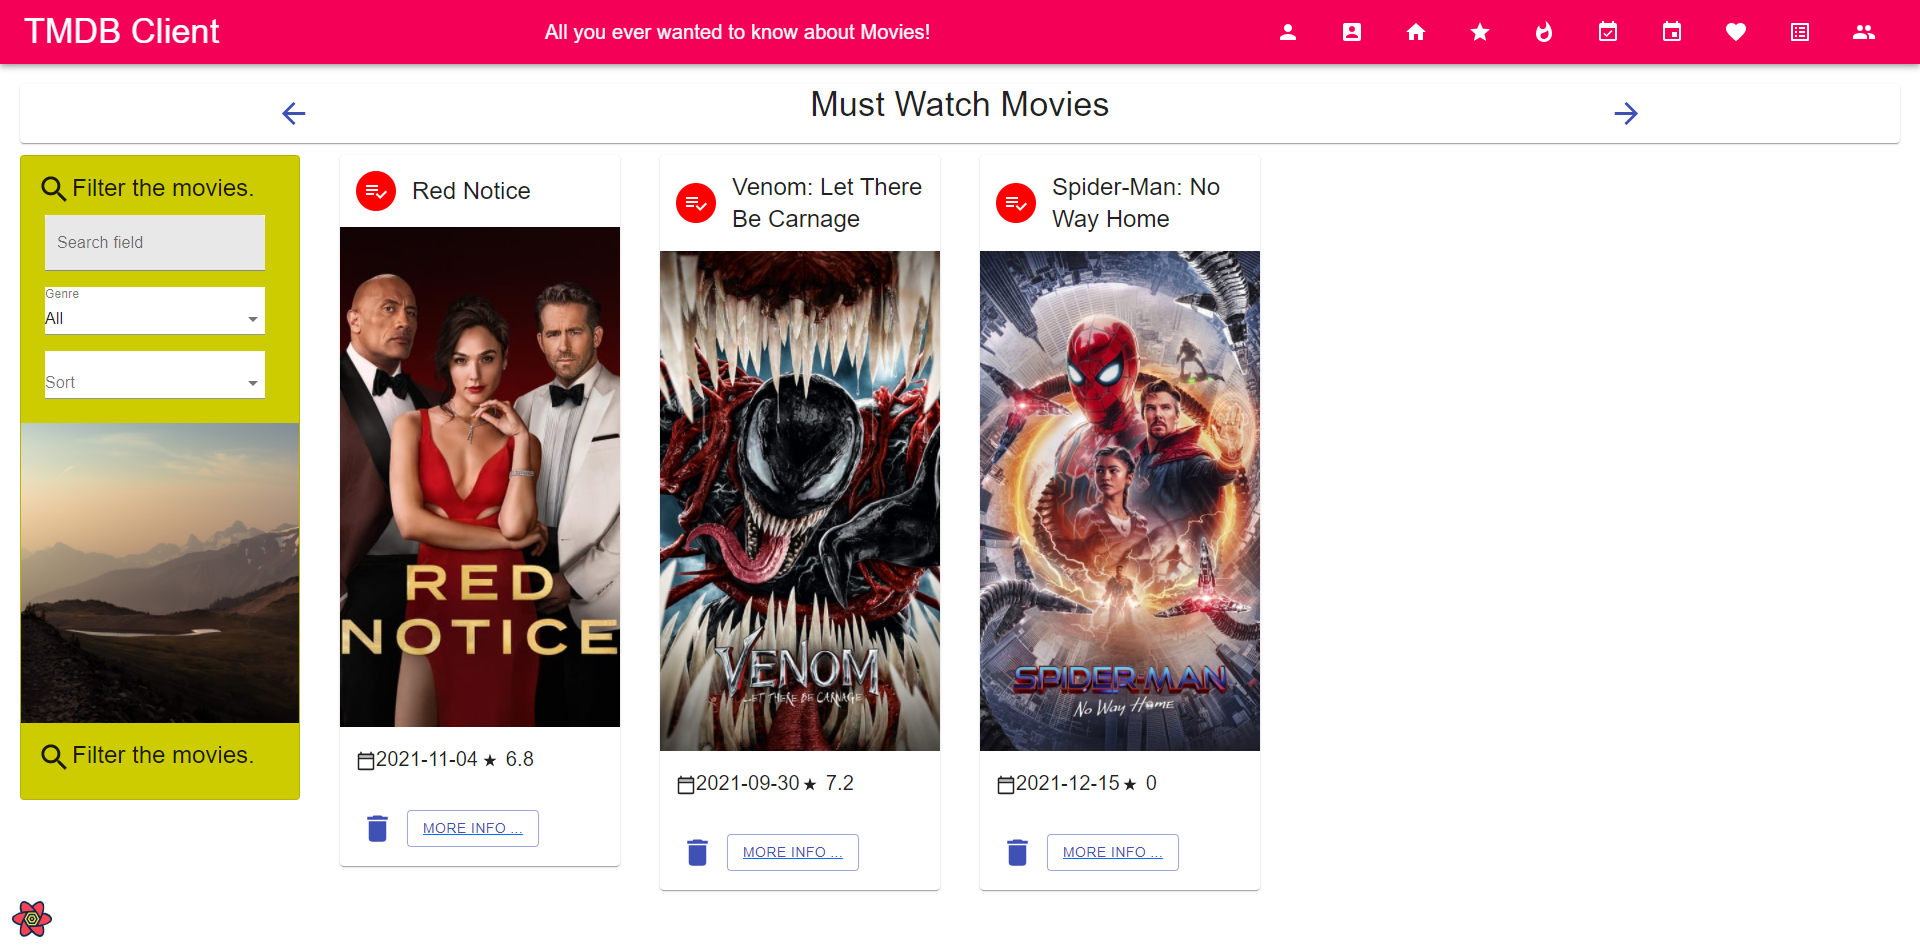 TMDB Client
All you ever wanted to know about Movies!
Must Watch Movies
Filter the movies.
Search field
Genre
All
Sort
Filter the movies.
Red Notice
RED
NOTICE
2021-11-04 ★ 6.8
MORE INFO ...
Venom: Let There
Be Carnage
VENOM
LET THERE BE CARNAGE
2021-09-30 ★ 7.2
MORE INFO ...
Spider-Man: No
Way Home
SPIDER-MAN
No Way Home
2021-12-15 ★ 0
MORE INFO ...